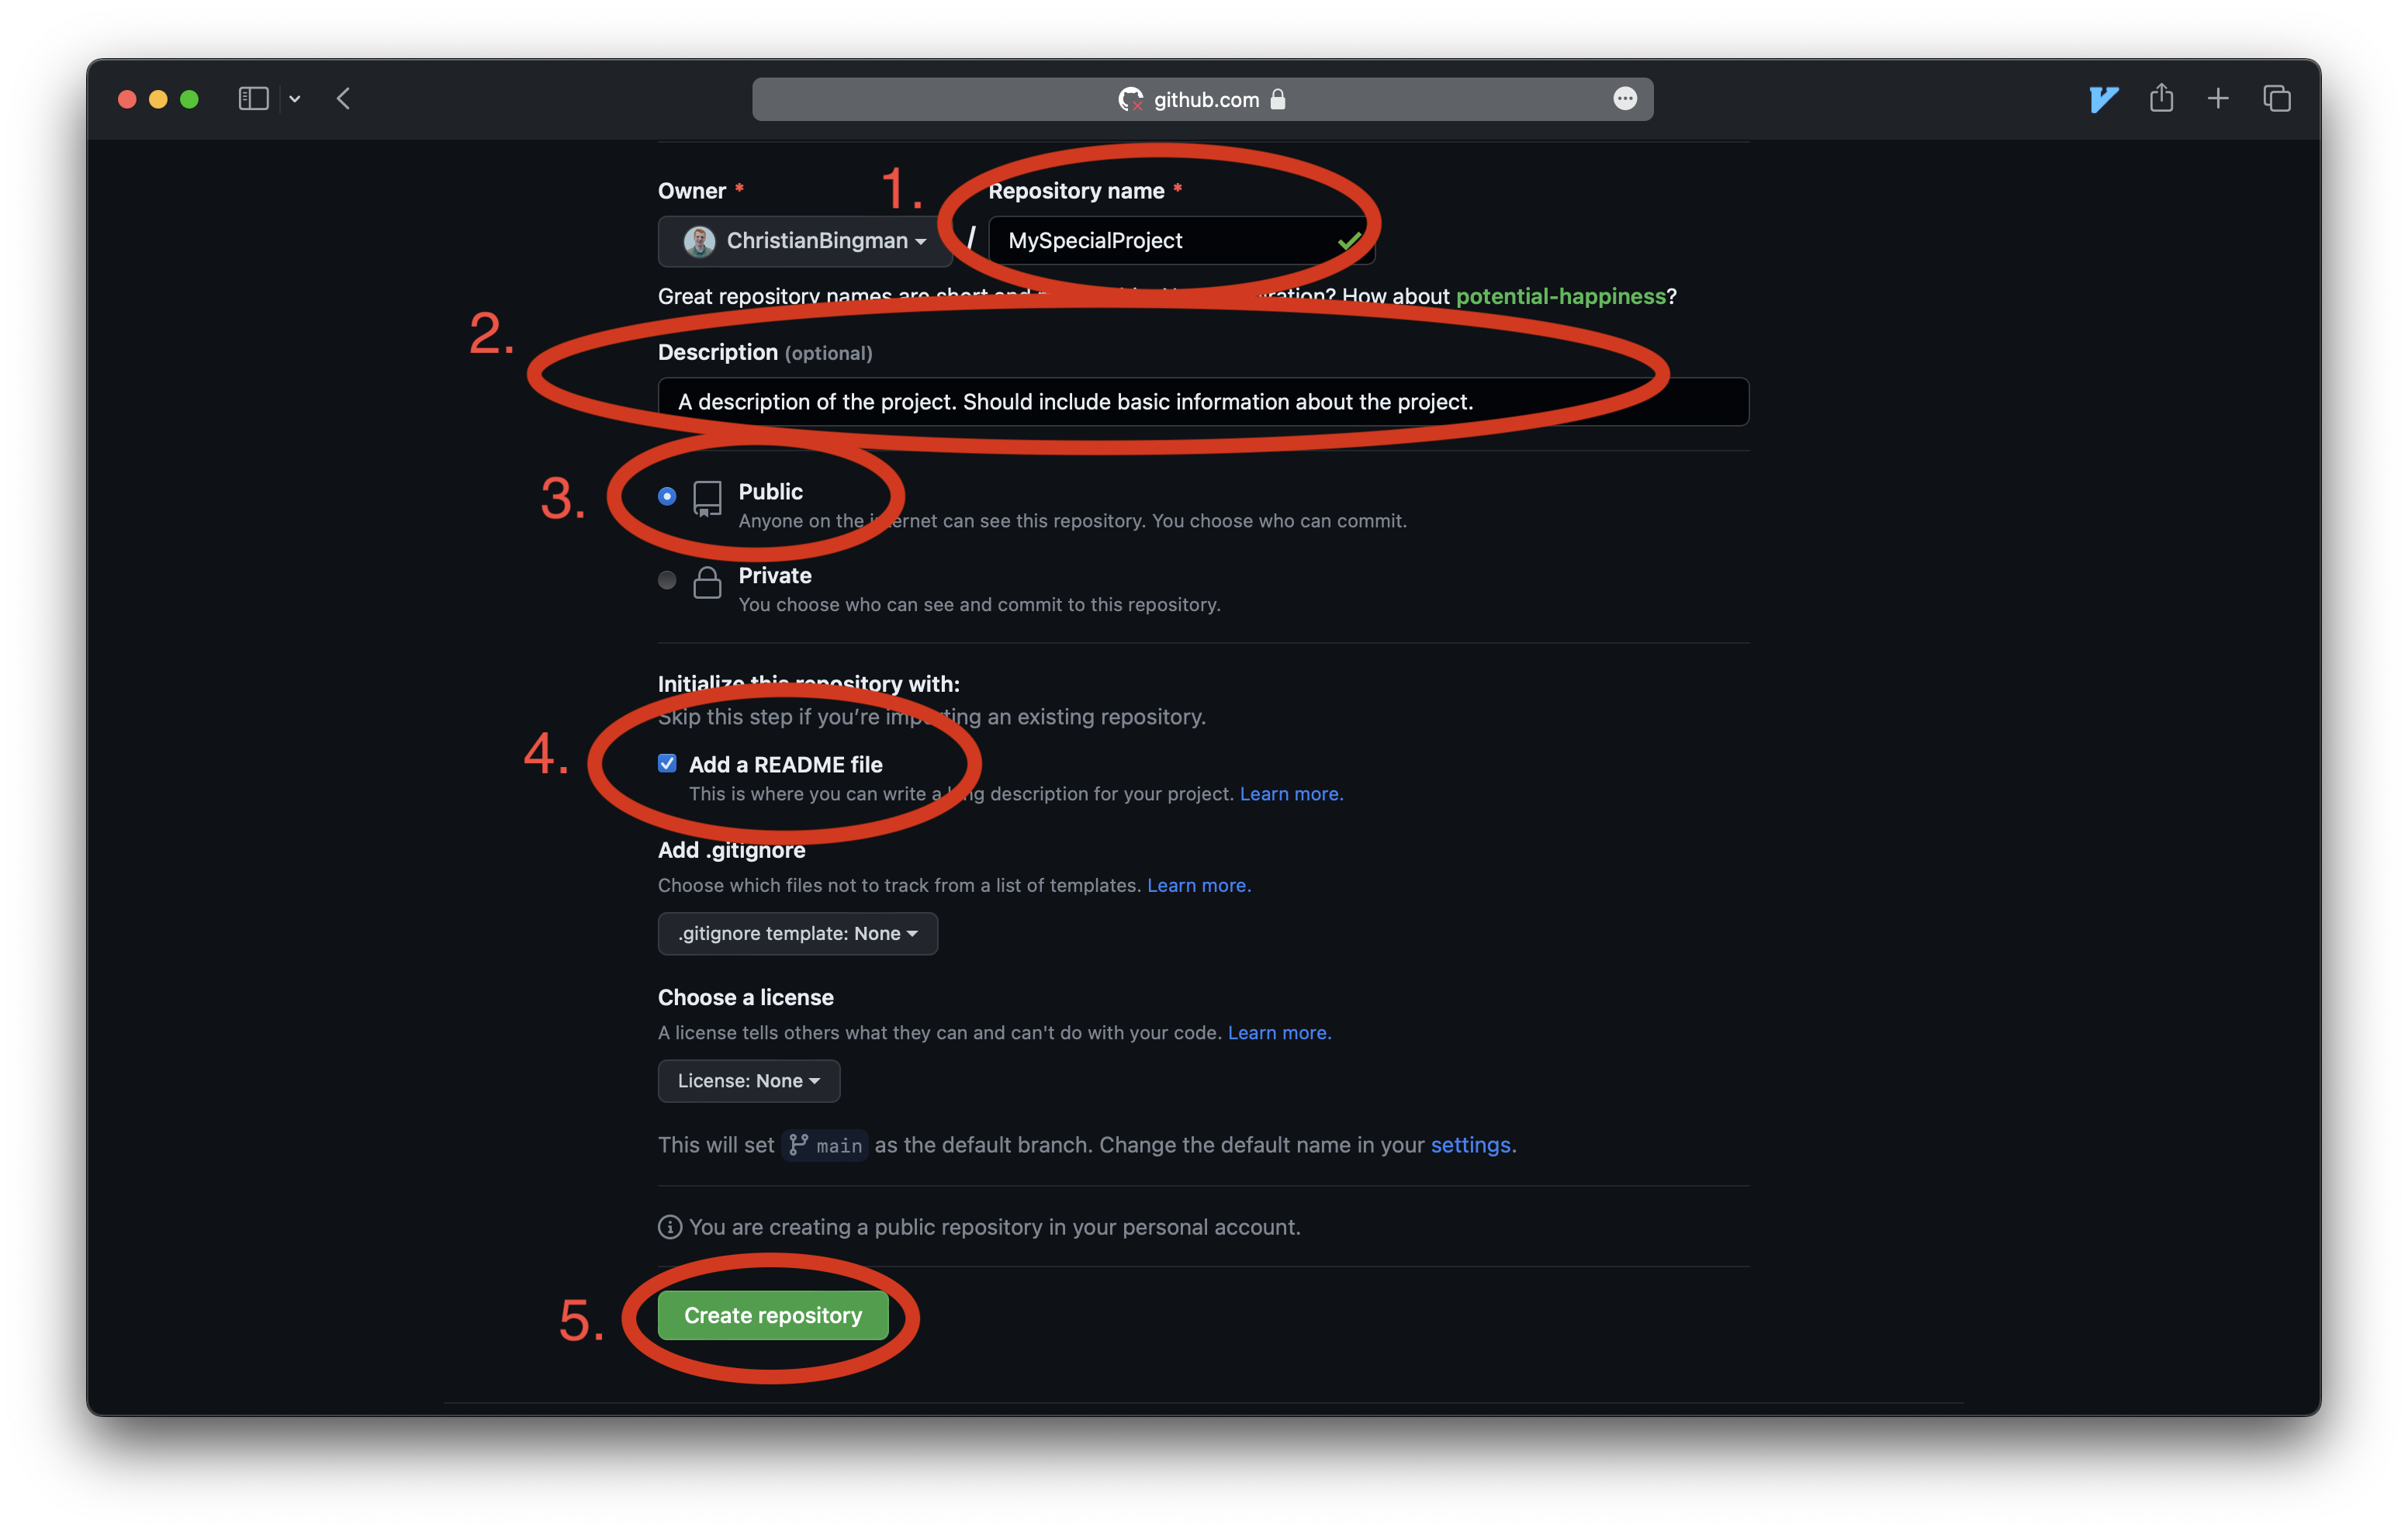 github.com
1.
Owner *
Repository name *
ChristianBingman / MySpecialProject
Great repository names are short and ration? How about potential-happiness?
2.
Description (optional)
A description of the project. Should include basic information about the project.
3.
Public
Anyone on the internet can see this repository. You choose who can commit.
Private
You choose who can see and commit to this repository.
Initialize this repository with:
Skip this step if you’re importing an existing repository.
4.
Add a README file
This is where you can write a long description for your project. Learn more.
Add .gitignore
Choose which files not to track from a list of templates. Learn more.
.gitignore template: None
Choose a license
A license tells others what they can and can't do with your code. Learn more.
License: None
This will set main as the default branch. Change the default name in your settings.
You are creating a public repository in your personal account.
5.
Create repository